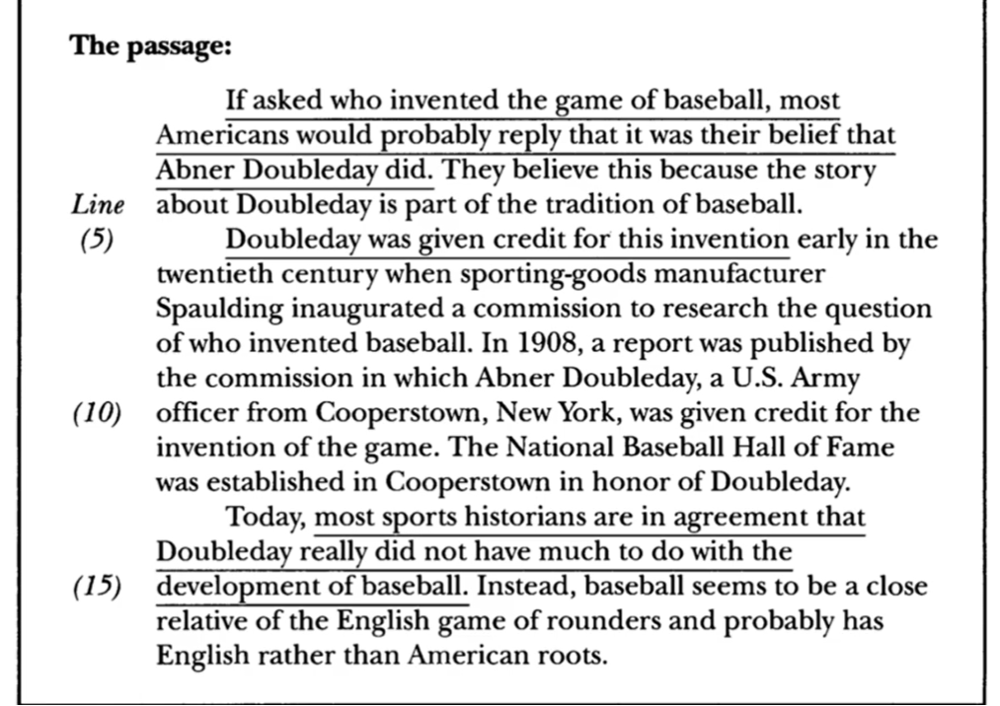 The passage:
If asked who invented the game of baseball, most
Americans would probably reply that it was their belief that
Abner Doubleday did. They believe this because the story
Line about Doubleday is part of the tradition of baseball.
(5) Doubleday was given credit for this invention early in the
twentieth century when sporting-goods manufacturer
Spaulding inaugurated a commission to research the question
of who invented baseball. In 1908, a report was published by
the commission in which Abner Doubleday, a U.S. Army
(10) officer from Cooperstown, New York, was given credit for the
invention of the game. The National Baseball Hall of Fame
was established in Cooperstown in honor of Doubleday.
Today, most sports historians are in agreement that
Doubleday really did not have much to do with the
(15) development of baseball. Instead, baseball seems to be a close
relative of the English game of rounders and probably has
English rather than American roots.